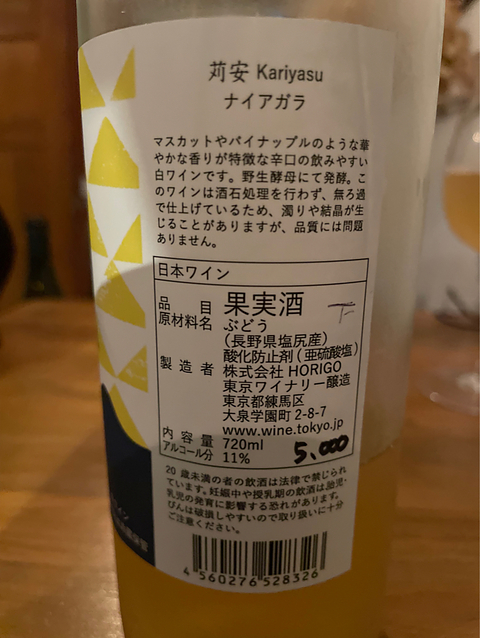 苅安 Kariyasu
ナイアガラ
マスカットやパイナップルのような華
やかな香りが特徴な辛口の飲みやすい
白ワインです。野生酵母にて発酵。こ
のワインは酒石処理を行わず、無ろ過
で仕上げているため、濁りや結晶が生
じることがありますが、品質には問題
ありません。
日本ワイン
品目 果実酒
原材料名 ぶどう
(長野県塩尻産)
酸化防止剤(亜硫酸塩)
製造者 株式会社 HORIGO
東京ワイナリー醸造
東京都練馬区
大泉学園町 2-8-7
www.wine.tokyo.jp
内容量 720ml
アルコール分 11%
5,000
20 歳未満の者の飲酒は法律で禁じられ
ています。妊娠中や授乳期の飲酒は、胎児・
乳児の発育に影響する恐れがあります。
びんは破損しやすいので取り扱いに十分
ご注意ください。
4 560276 528326
ワイン